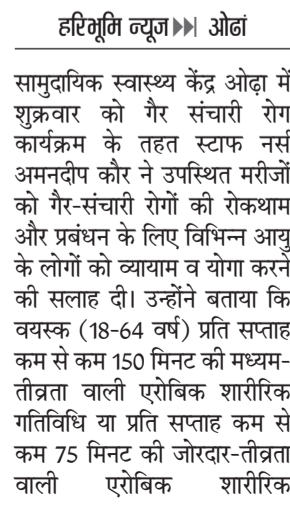 हरिभूमि न्यूज ▶▶| ओढां
सामुदायिक स्वास्थ्य केंद्र ओढ़ा में
शुक्रवार को गैर संचारी रोग
कार्यक्रम के तहत स्टाफ नर्स
अमनदीप कौर ने उपस्थित मरीजों
को गैर-संचारी रोगों की रोकथाम
और प्रबंधन के लिए विभिन्न आयु
के लोगों को व्यायाम व योगा करने
की सलाह दी। उन्होंने बताया कि
वयस्क (18-64 वर्ष) प्रति सप्ताह
कम से कम 150 मिनट की मध्यम-
तीव्रता वाली एरोबिक शारीरिक
गतिविधि या प्रति सप्ताह कम से
कम 75 मिनट की जोरदार-तीव्रता
वाली एरोबिक शारीरिक